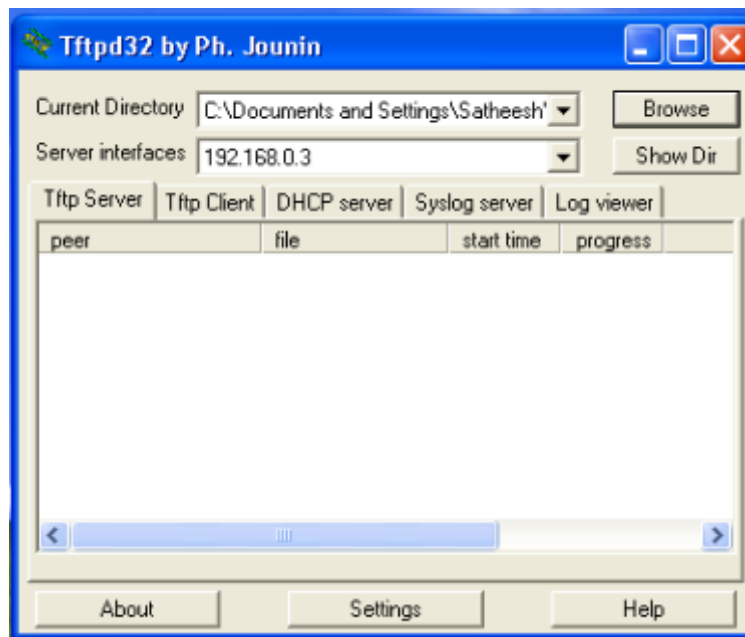 Tftpd32 by Ph. Jounin
Current Directory C:\Documents and Settings\Satheesh' Browse
Server interfaces 192.168.0.3 Show Dir
Tftp Server Tftp Client DHCP server Syslog server Log viewer
peer file start time progress
About Settings Help